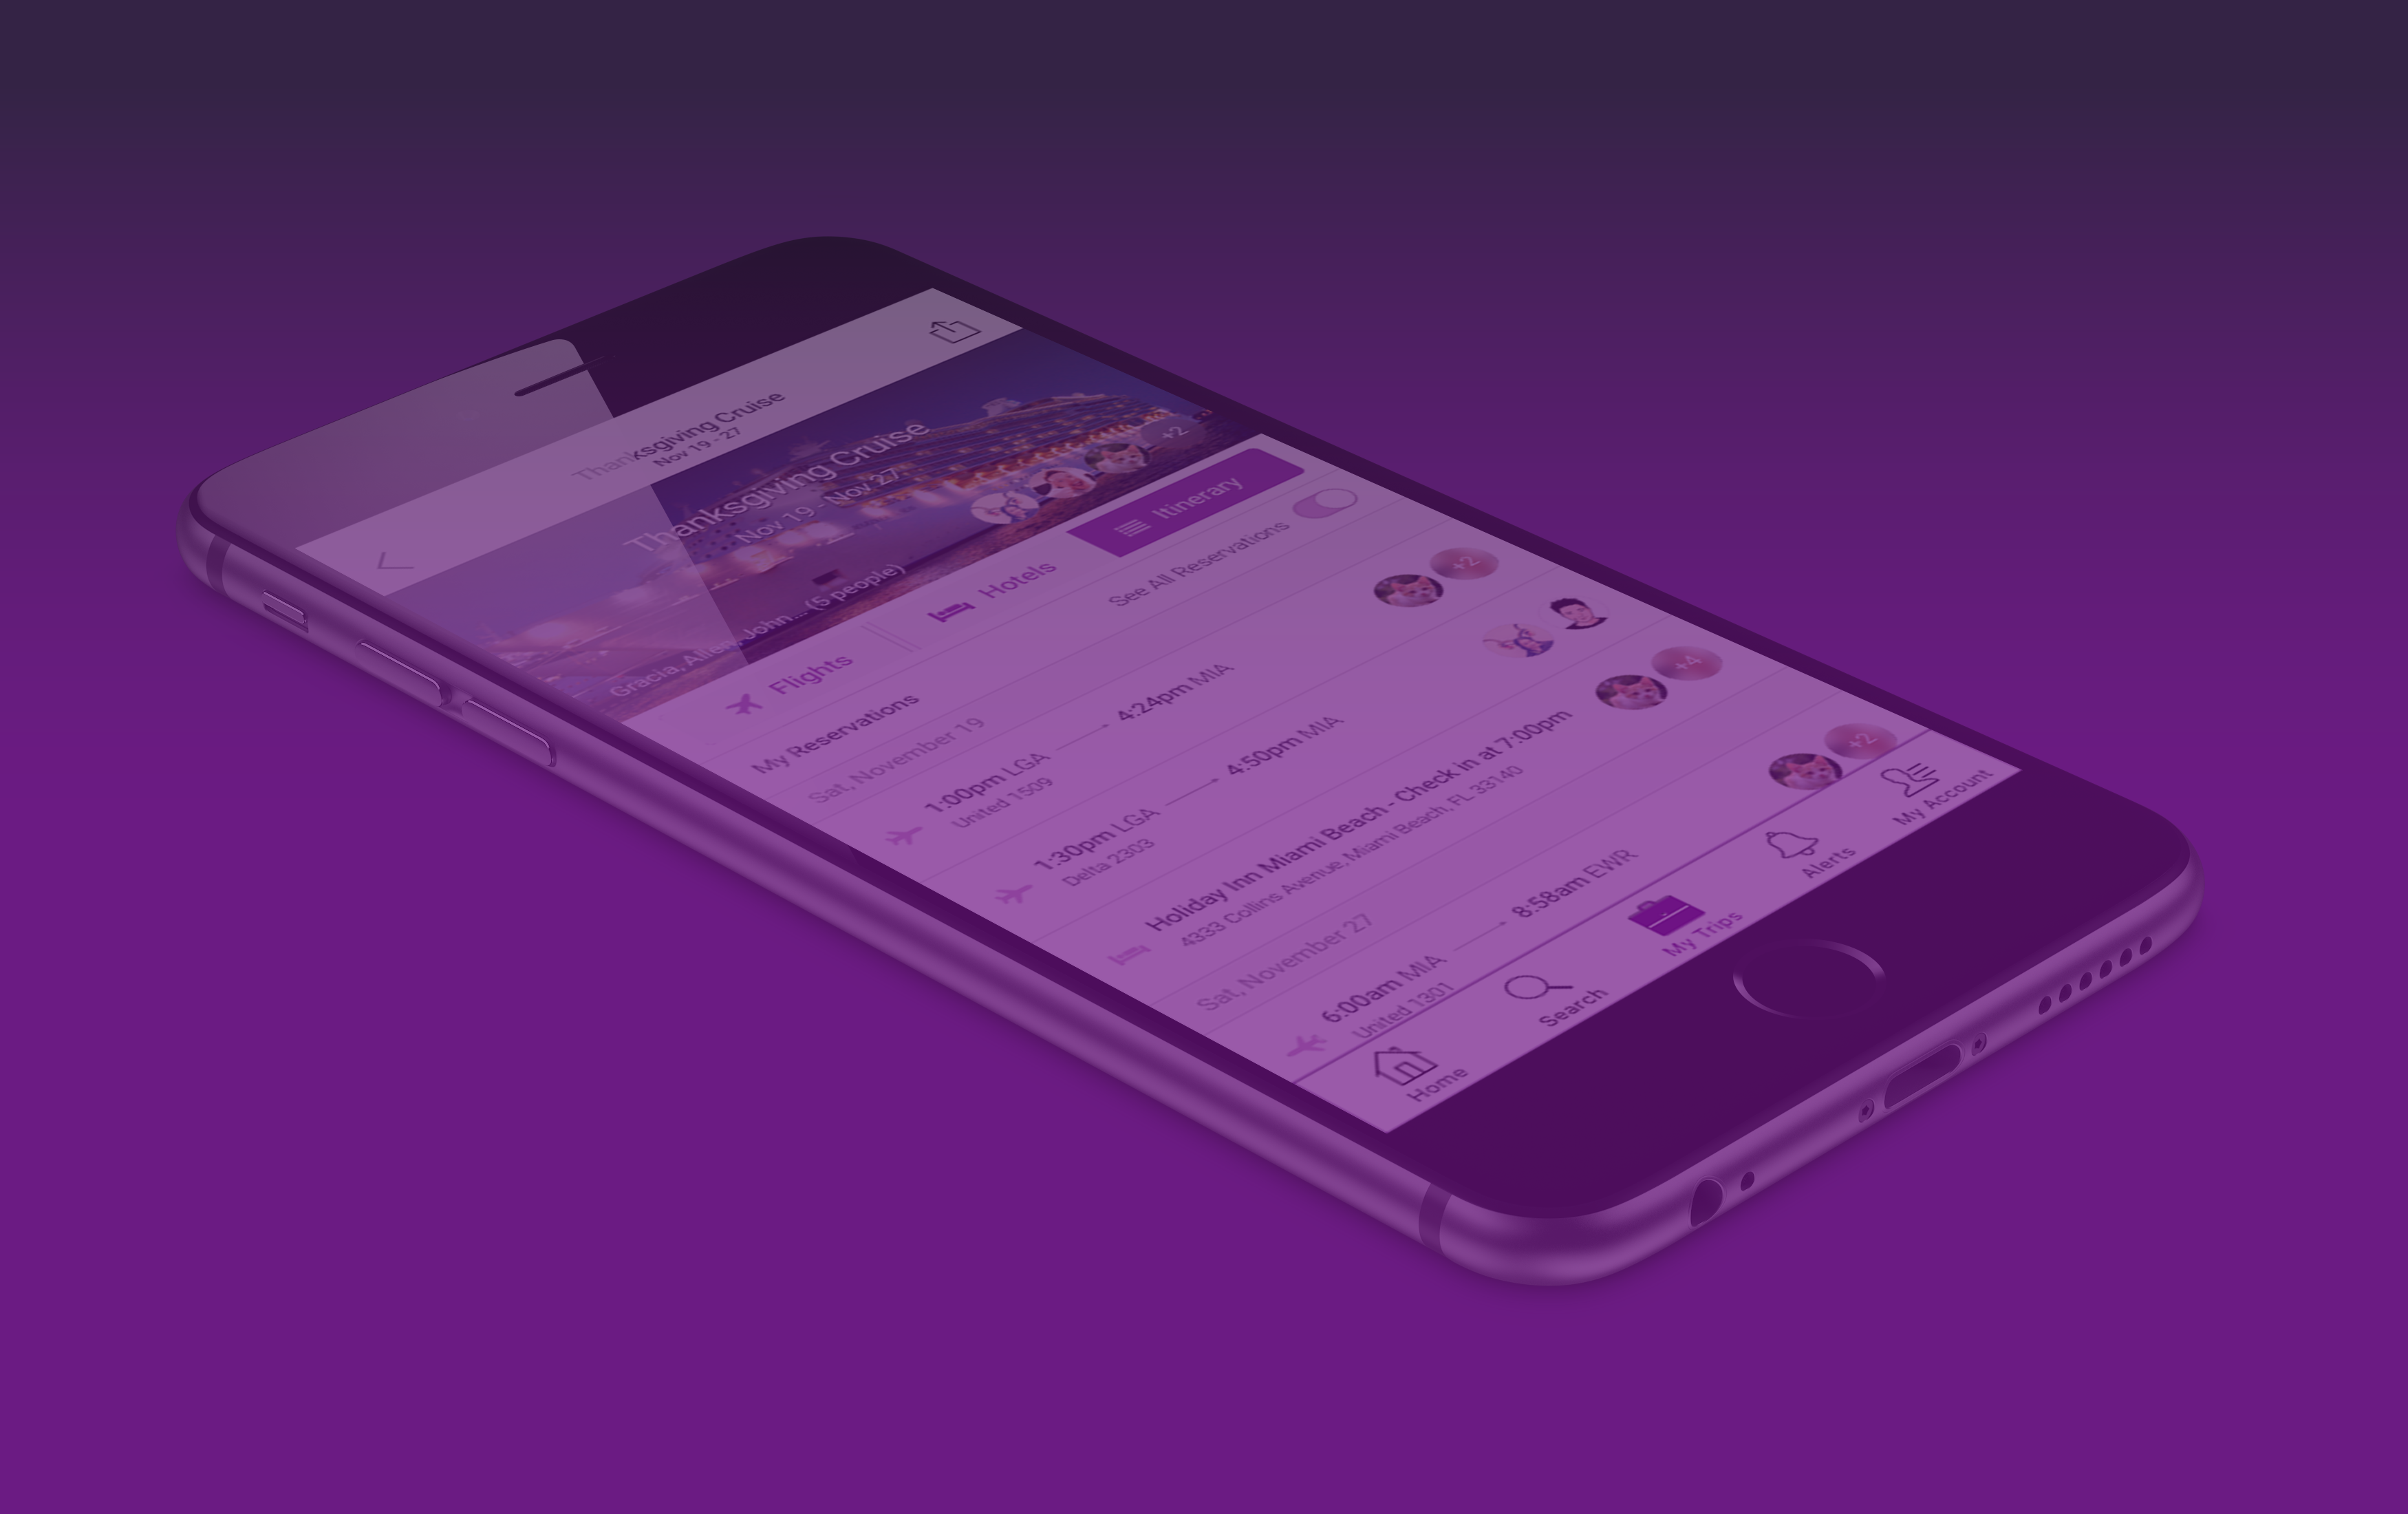 Thanksgiving Cruise
Nov 19 - 27
Thanksgiving Cruise
Nov 19 - Nov 27
+2
Gracia, Allen, John... (5 people)
Flights
Hotels
Itinerary
My Reservations
See All Reservations
Sat, November 19
1:00pm LGA 4:24pm MIA
United 1509
+2
1:30pm LGA 4:50pm MIA
Delta 2303
Holiday Inn Miami Beach - Check in at 7:00pm
4333 Collins Avenue, Miami Beach, FL 33140
+4
Sat, November 27
6:00am MIA 8:58am EWR
United 1301
+2
Home
Search
My Trips
Alerts
My Account